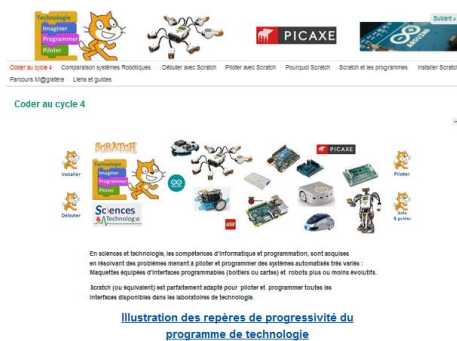 Technologie
Imaginer
Programmer
Piloter
PICAXE
Suivant »
ARDUINO
Coder au cycle 4 Comparaison systèmes Robotiques. Débuter avec Scratch Piloter avec Scratch Pourquoi Scratch Scratch et les programmes Installer Scratch
Parcours M@gistère Liens et guides
Coder au cycle 4
SCRATCH
PICAXE
Technologie
Imaginer
Programmer
Piloter
Installer
Piloter
Débuter
Sciences
& Technologie
LEGO
Aide
& guides
En sciences et technologie, les compétences d'informatique et programmation, sont acquises
en résolvant des problèmes menant à piloter et programmer des systèmes automatisés très variés :
Maquettes équipées d'interfaces programmables (boitiers ou cartes) et robots plus ou moins évolutifs.
Scratch (ou équivalent) est parfaitement adapté pour piloter et programmer toutes les
interfaces disponibles dans les laboratoires de technologie.
Illustration des repères de progressivité du
programme de technologie